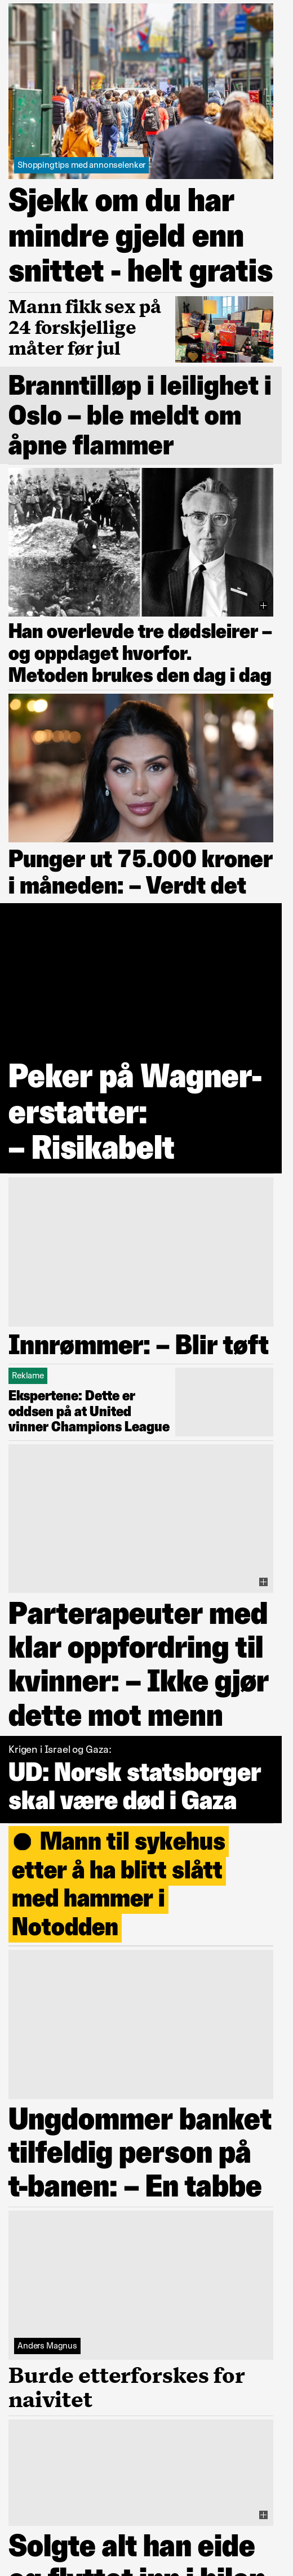 Shoppingtips med annonselenker
Sjekk om du har
mindre gjeld enn
snittet - helt gratis
Mann fikk sex på
24 forskjellige
måter før jul
Branntilløp i leilighet i
Oslo – ble meldt om
åpne flammer
Han overlevde tre dødsleirer –
og oppdaget hvorfor.
Metoden brukes den dag i dag
Punger ut 75.000 kroner
i måneden: – Verdt det
Peker på Wagner-
erstatter:
– Risikabelt
Innrømmer: – Blir tøft
Reklame
Ekspertene: Dette er
oddsen på at United
vinner Champions League
Parterapeuter med
klar oppfordring til
kvinner: – Ikke gjør
dette mot menn
Krigen i Israel og Gaza:
UD: Norsk statsborger
skal være død i Gaza
Mann til sykehus
etter å ha blitt slått
med hammer i
Notodden
Ungdommer banket
tilfeldig person på
t-banen: – En tabbe
Anders Magnus
Burde etterforskes for
naivitet
Solgte alt han eide
og flyttet inn i bilen